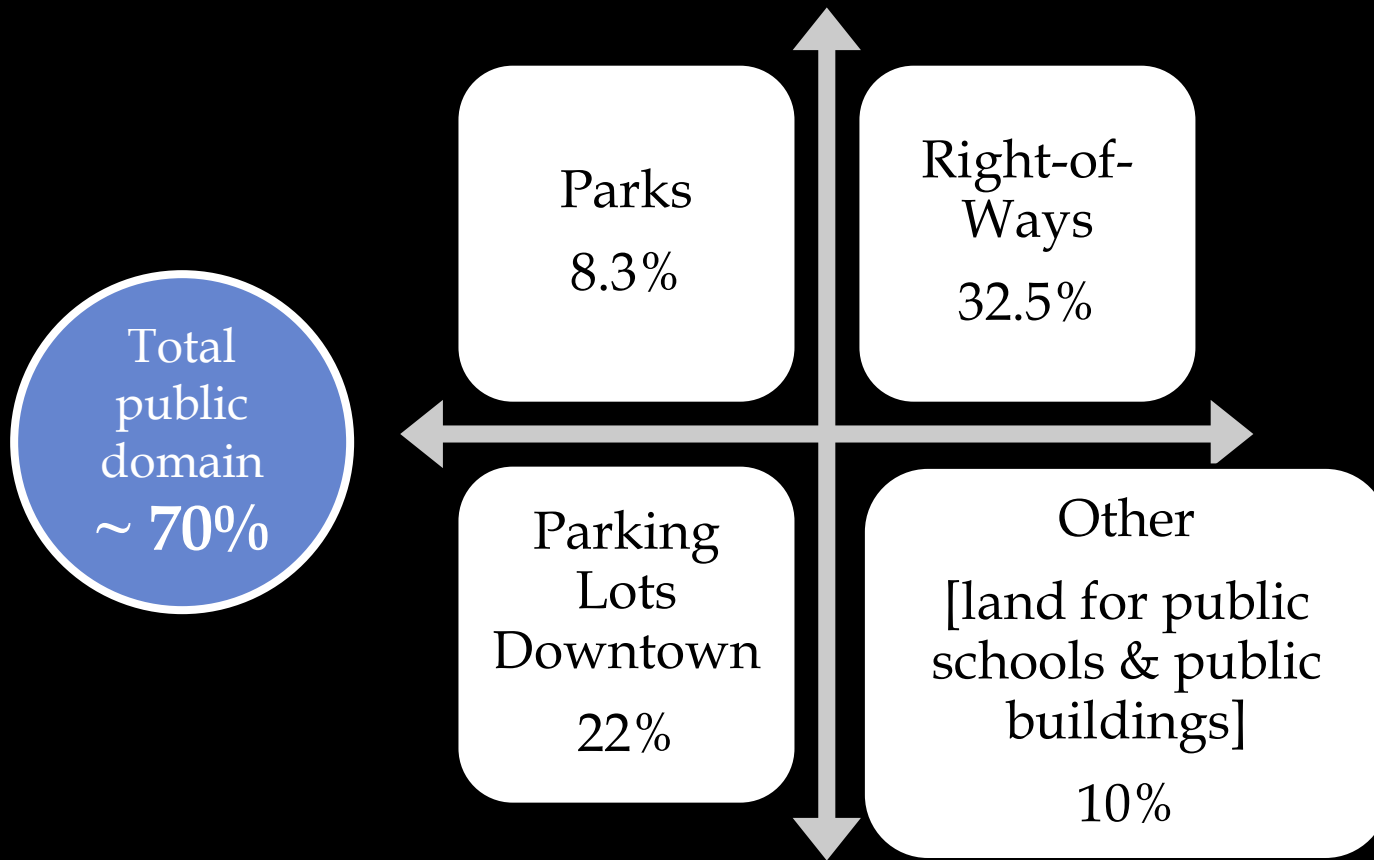 Total
public
domain
~ 70%
Parks
8.3%
Right-of-
Ways
32.5%
Parking
Lots
Downtown
22%
Other
[land for public
schools & public
buildings]
10%